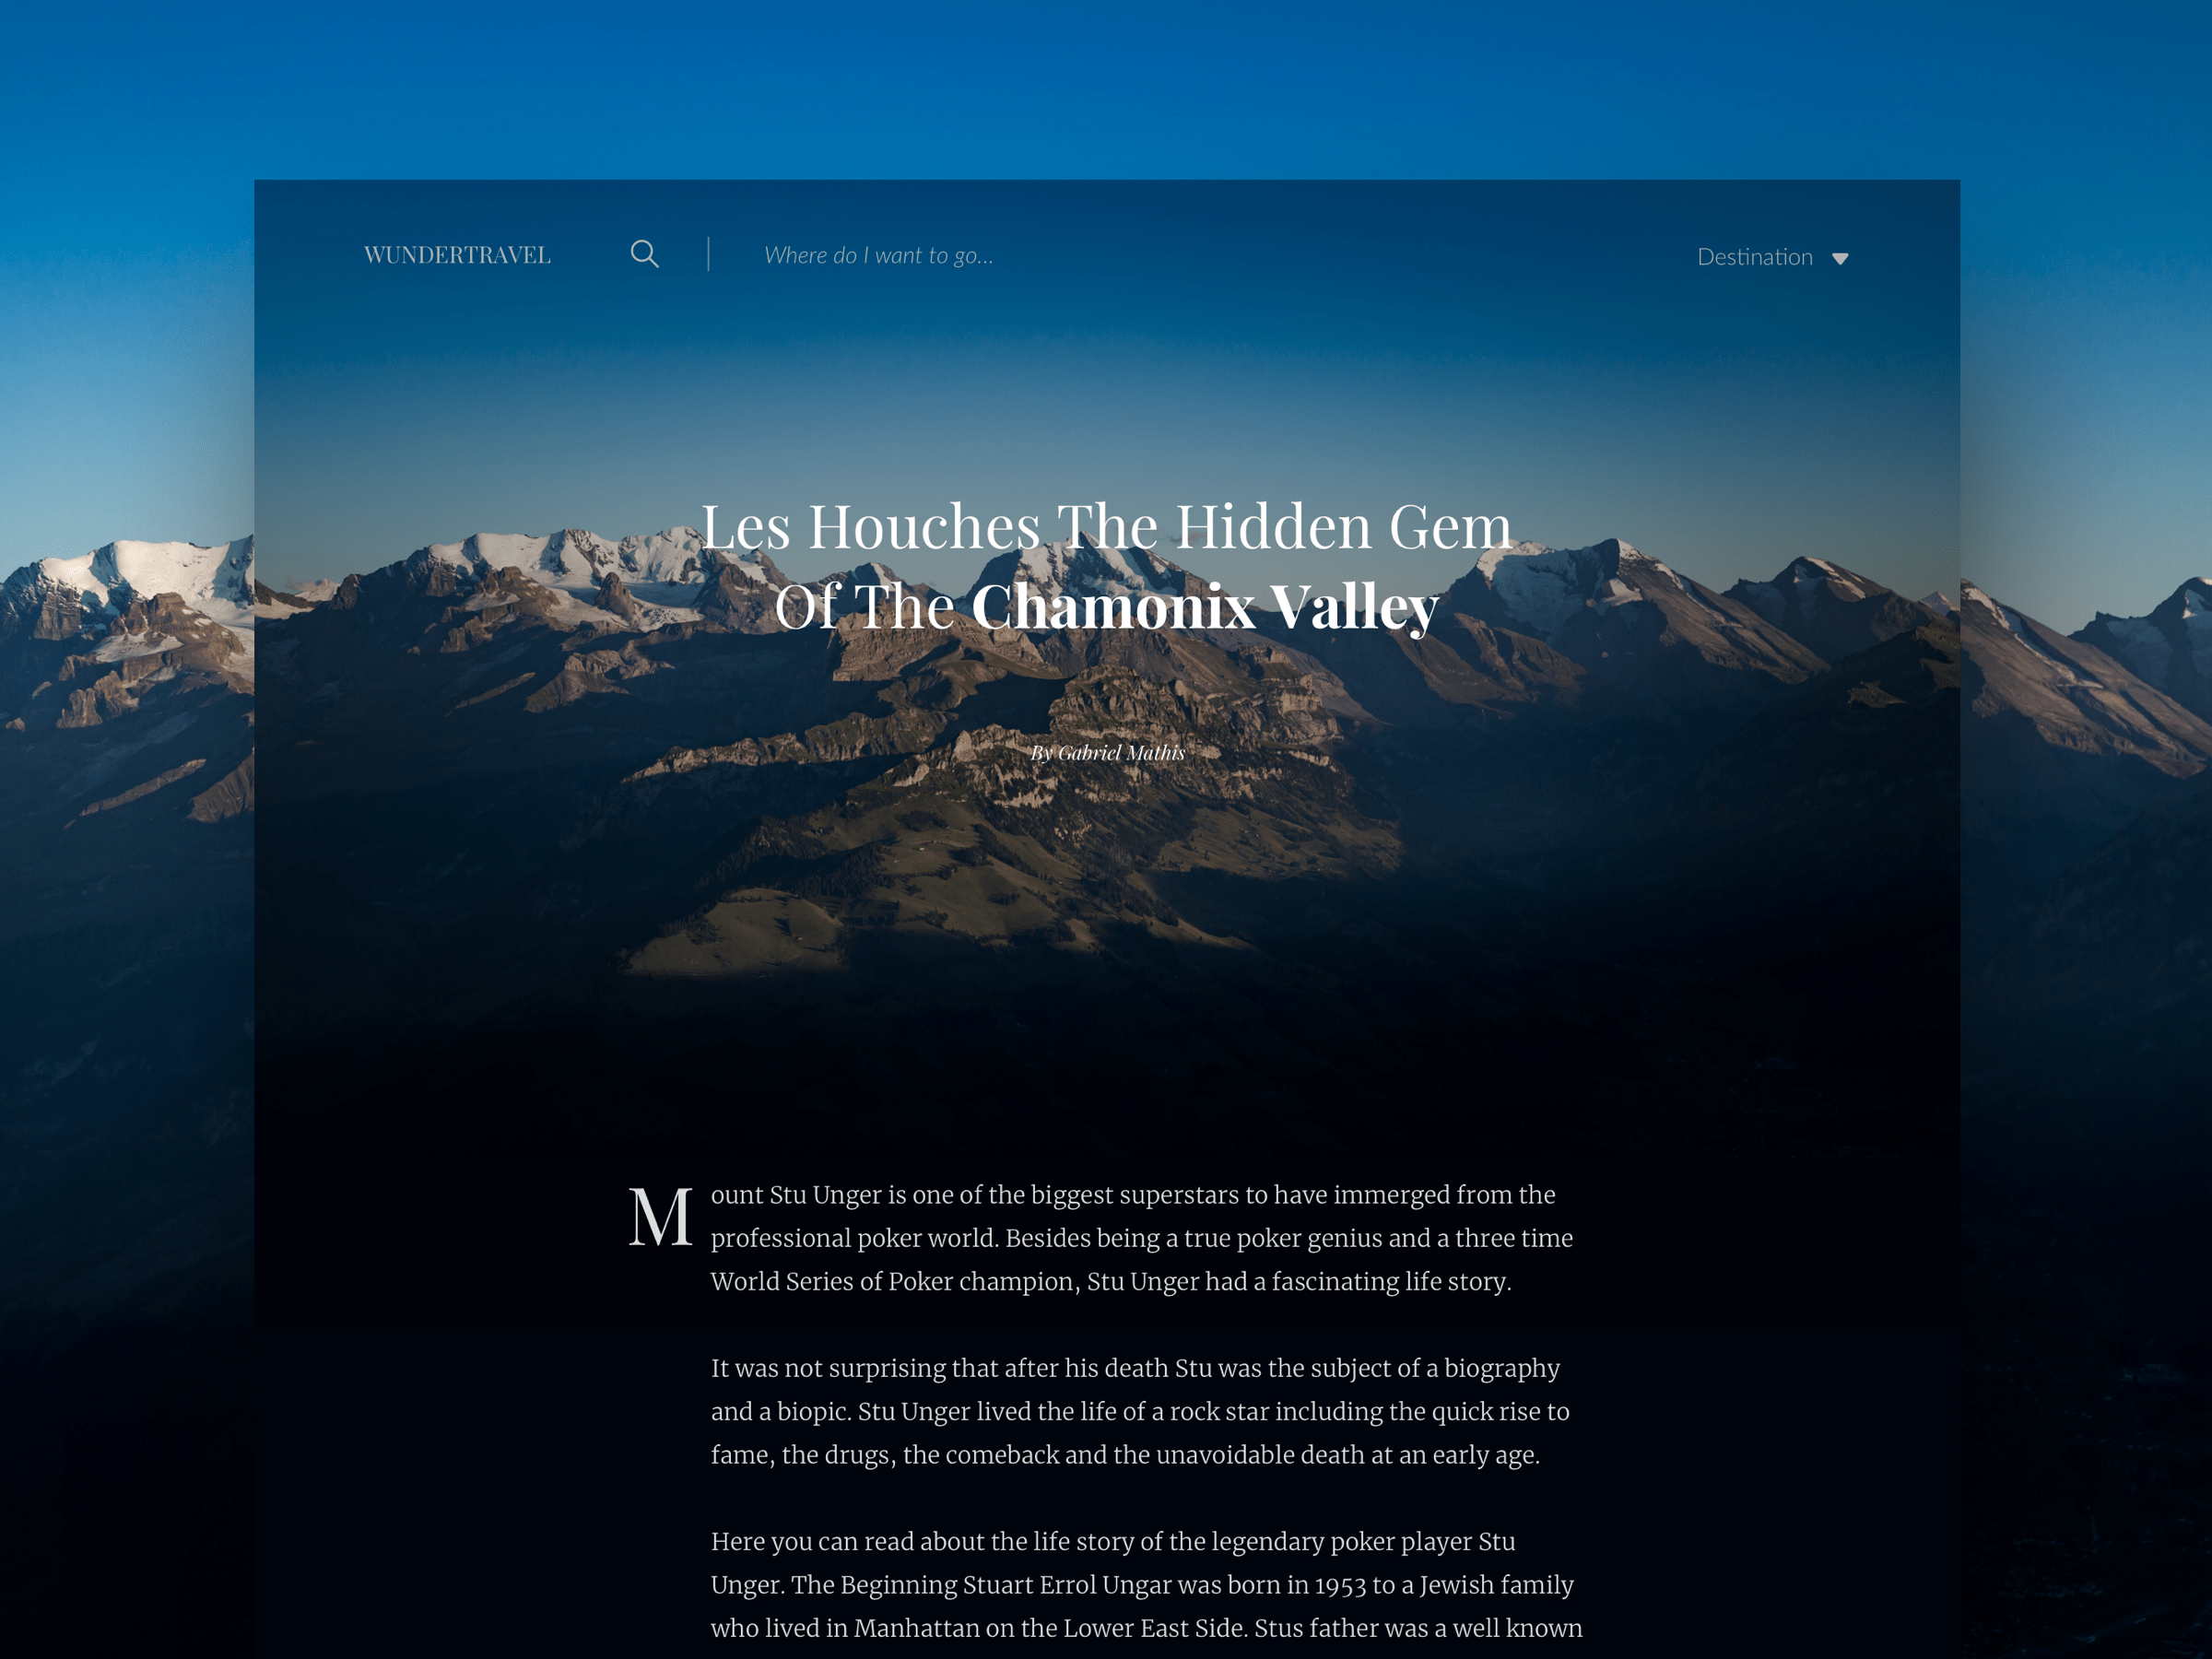 WUNDERTRAVEL
Where do I want to go...
Destination
Les Houches The Hidden Gem
Of The Chamonix Valley
By Gabriel Mathis
Mount Stu Unger is one of the biggest superstars to have immerged from the
professional poker world. Besides being a true poker genius and a three time
World Series of Poker champion, Stu Unger had a fascinating life story.
It was not surprising that after his death Stu was the subject of a biography
and a biopic. Stu Unger lived the life of a rock star including the quick rise to
fame, the drugs, the comeback and the unavoidable death at an early age.
Here you can read about the life story of the legendary poker player Stu
Unger. The Beginning Stuart Errol Ungar was born in 1953 to a Jewish family
who lived in Manhattan on the Lower East Side. Stus father was a well known